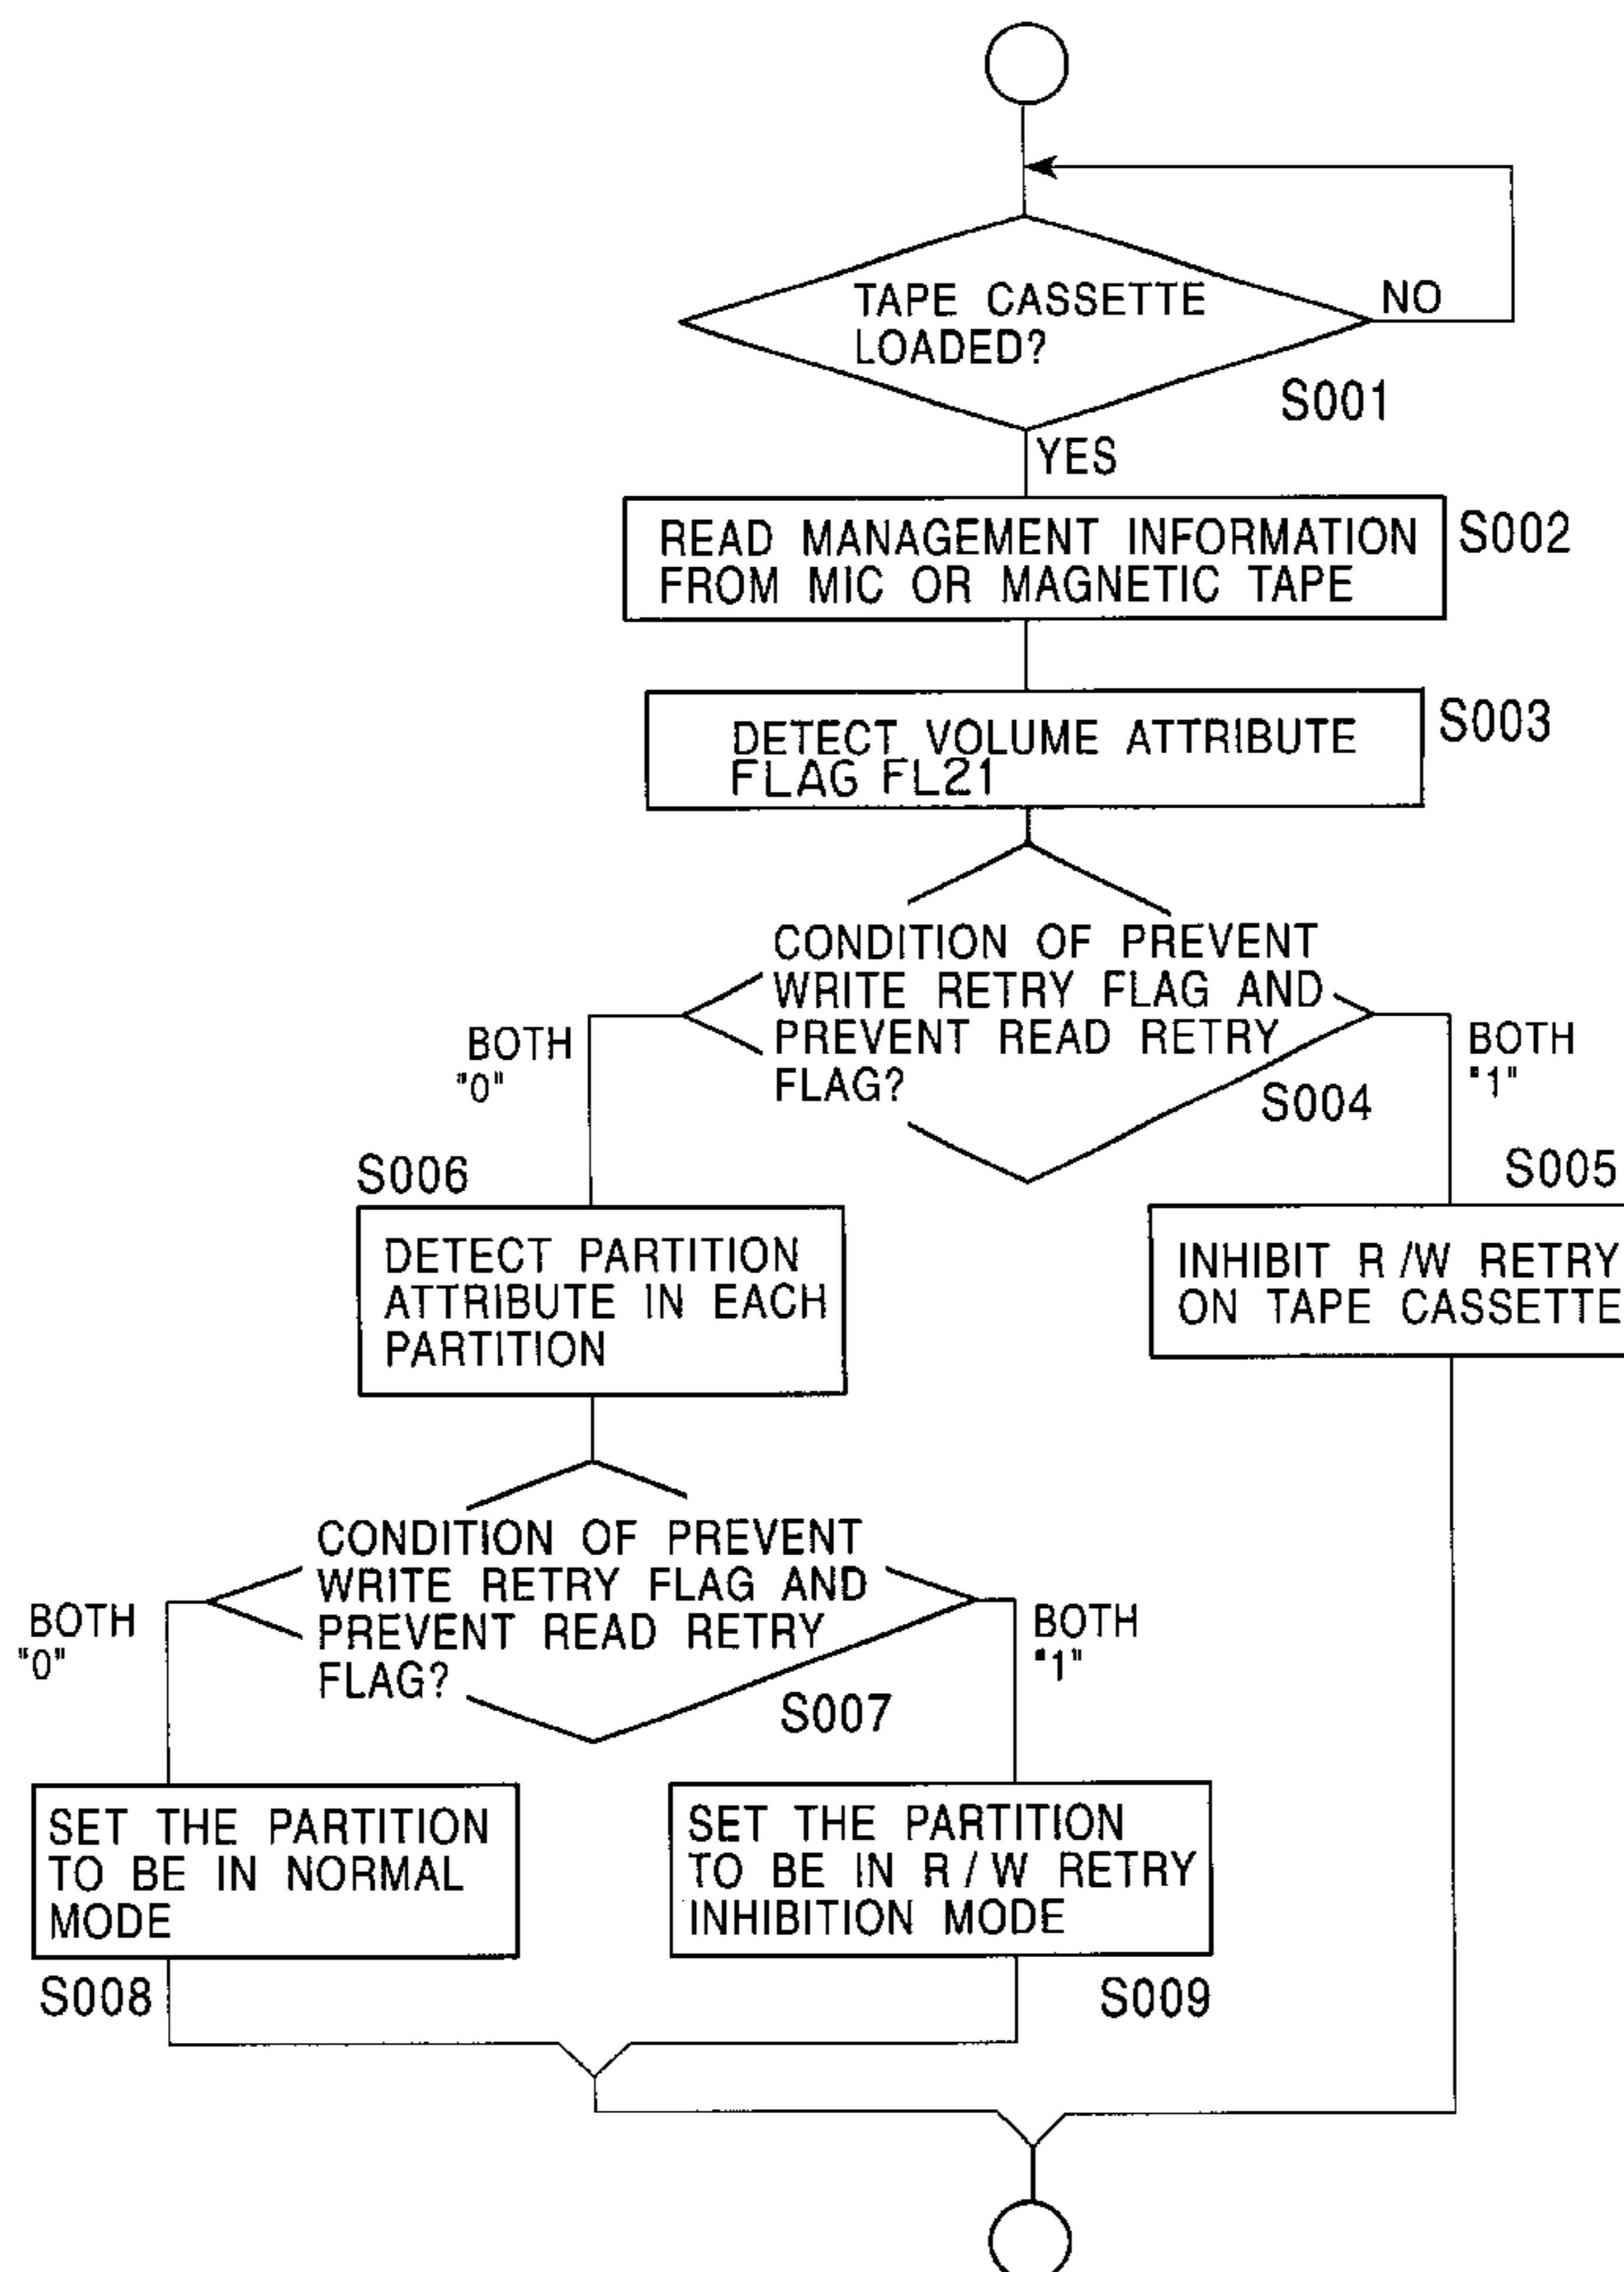 TAPE CASSETTE
LOADED?
NO
S001
YES
READ MANAGEMENT INFORMATION
FROM MIC OR MAGNETIC TAPE
S002
DETECT VOLUME ATTRIBUTE
FLAG FL21
S003
CONDITION OF PREVENT
WRITE RETRY FLAG AND
PREVENT READ RETRY
FLAG?
BOTH
"0"
BOTH
"1"
S004
S006
S005
DETECT PARTITION
ATTRIBUTE IN EACH
PARTITION
INHIBIT R/W RETRY
ON TAPE CASSETTE
CONDITION OF PREVENT
WRITE RETRY FLAG AND
PREVENT READ RETRY
FLAG?
BOTH
"0"
BOTH
"1"
S007
SET THE PARTITION
TO BE IN NORMAL
MODE
SET THE PARTITION
TO BE IN R/W RETRY
INHIBITION MODE
S008
S009